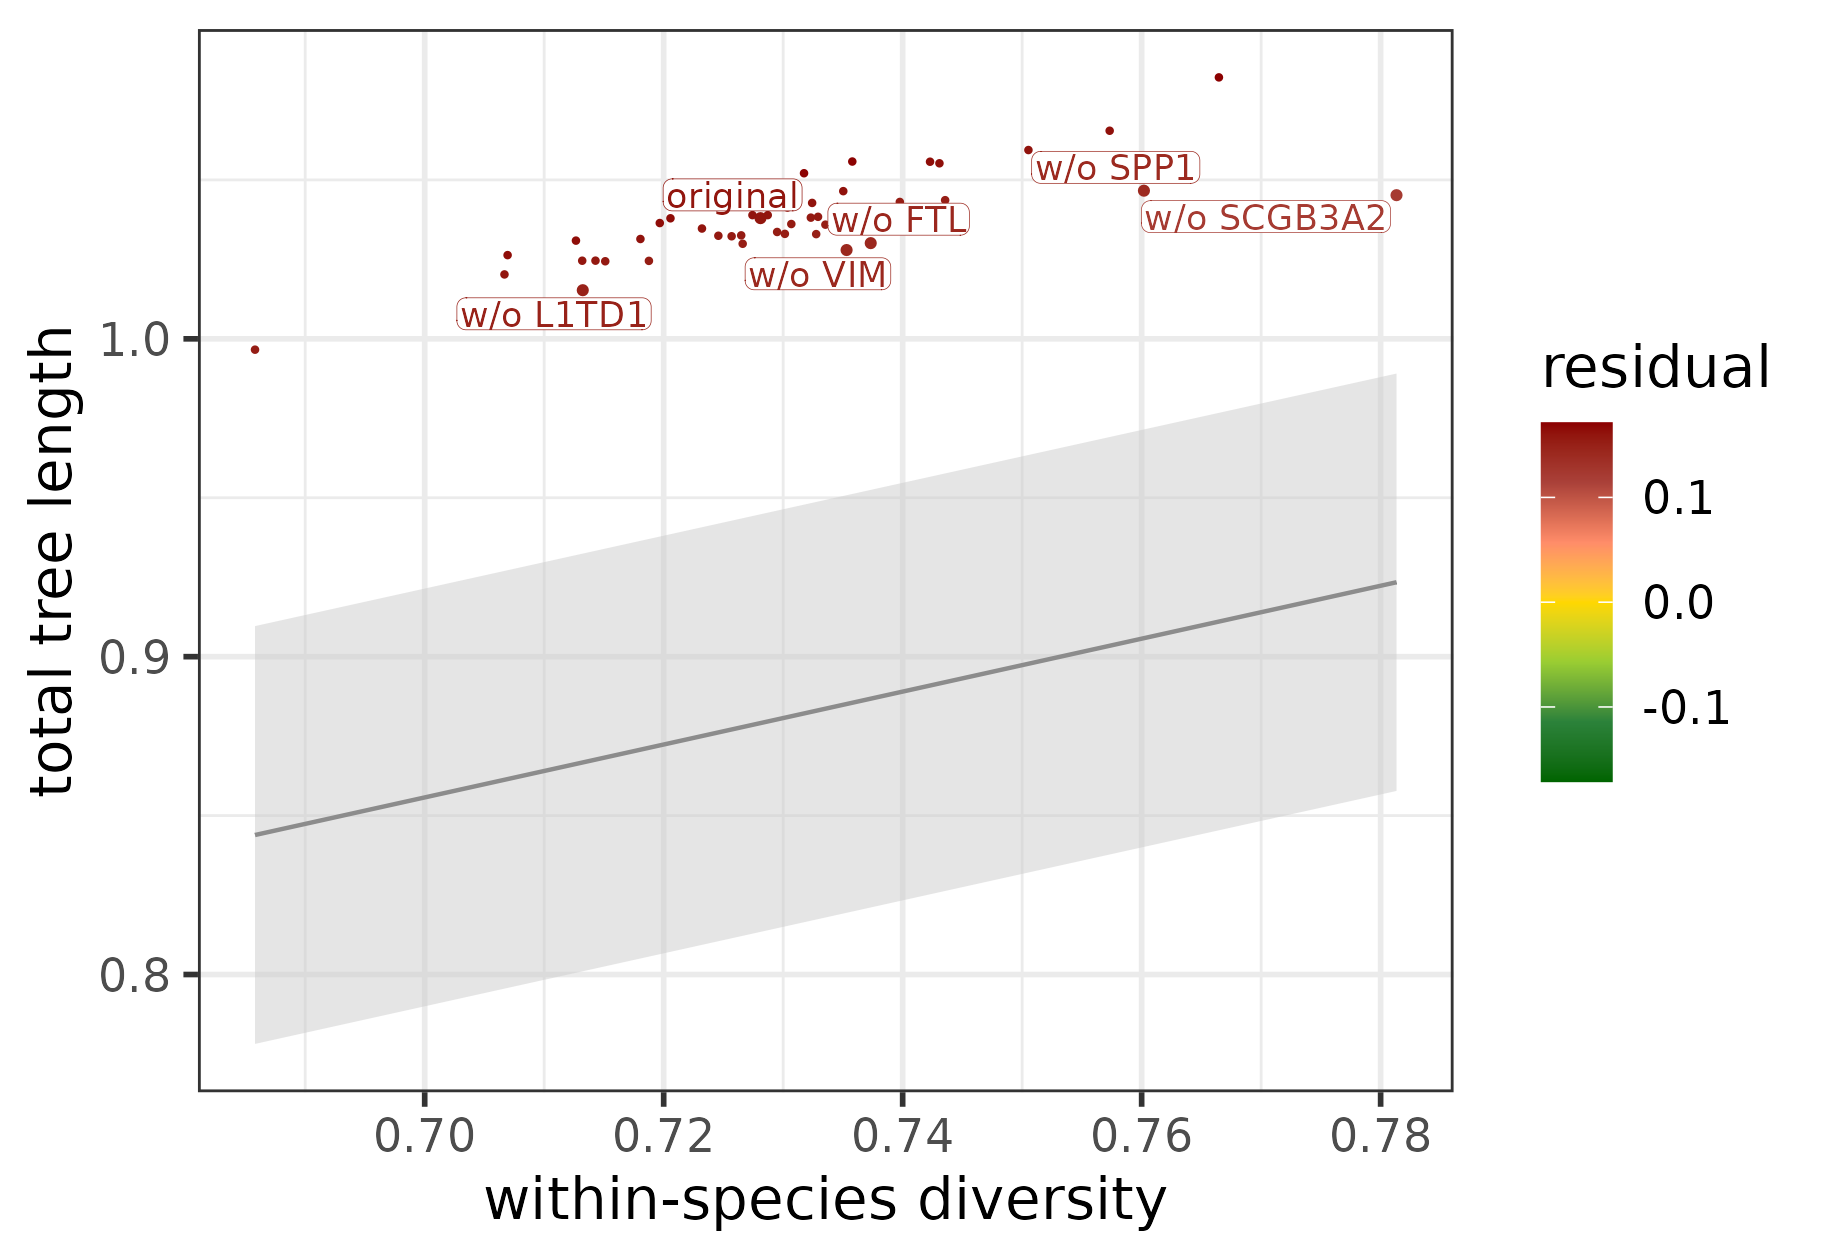 total tree length
1.0
0.9
0.8
original
w/o SPP1
w/o FTL
w/o SCGB3A2
w/o VIM
w/o L1TD1
0.70
0.72
0.74
0.76
0.78
within-species diversity
residual
0.1
0.0
-0.1